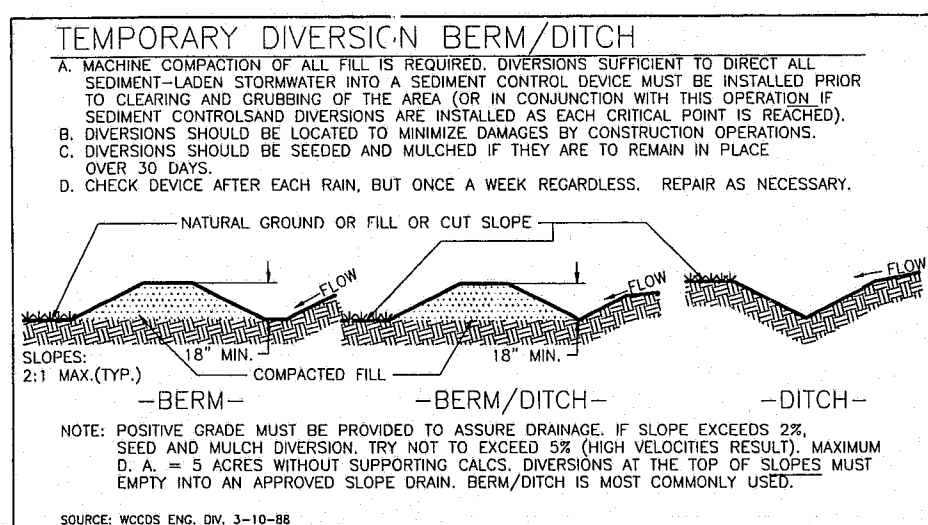 TEMPORARY DIVERSION BERM/DITCH
A. MACHINE COMPACTION OF ALL FILL IS REQUIRED. DIVERSIONS SUFFICIENT TO DIRECT ALL
SEDIMENT-LADEN STORMWATER INTO A SEDIMENT CONTROL DEVICE MUST BE INSTALLED PRIOR
TO CLEARING AND GRUBBING OF THE AREA (OR IN CONJUNCTION WITH THIS OPERATION IF
SEDIMENT CONTROLSAND DIVERSIONS ARE INSTALLED AS EACH CRITICAL POINT IS REACHED).
B. DIVERSIONS SHOULD BE LOCATED TO MINIMIZE DAMAGES BY CONSTRUCTION OPERATIONS.
C. DIVERSIONS SHOULD BE SEEDED AND MULCHED IF THEY ARE TO REMAIN IN PLACE
OVER 30 DAYS.
D. CHECK DEVICE AFTER EACH RAIN, BUT ONCE A WEEK REGARDLESS. REPAIR AS NECESSARY.
NATURAL GROUND OR FILL OR CUT SLOPE
FLOW
FLOW
FLOW
SLOPES:
2:1 MAX.(TYP.)
18" MIN.
18" MIN.
COMPACTED FILL
-BERM-
-BERM/DITCH-
-DITCH-
NOTE: POSITIVE GRADE MUST BE PROVIDED TO ASSURE DRAINAGE. IF SLOPE EXCEEDS 2%,
SEED AND MULCH DIVERSION. TRY NOT TO EXCEED 5% (HIGH VELOCITIES RESULT). MAXIMUM
D. A. = 5 ACRES WITHOUT SUPPORTING CALCS. DIVERSIONS AT THE TOP OF SLOPES MUST
EMPTY INTO AN APPROVED SLOPE DRAIN. BERM/DITCH IS MOST COMMONLY USED.
SOURCE: WCCDS ENG. DIV. 3-10-88